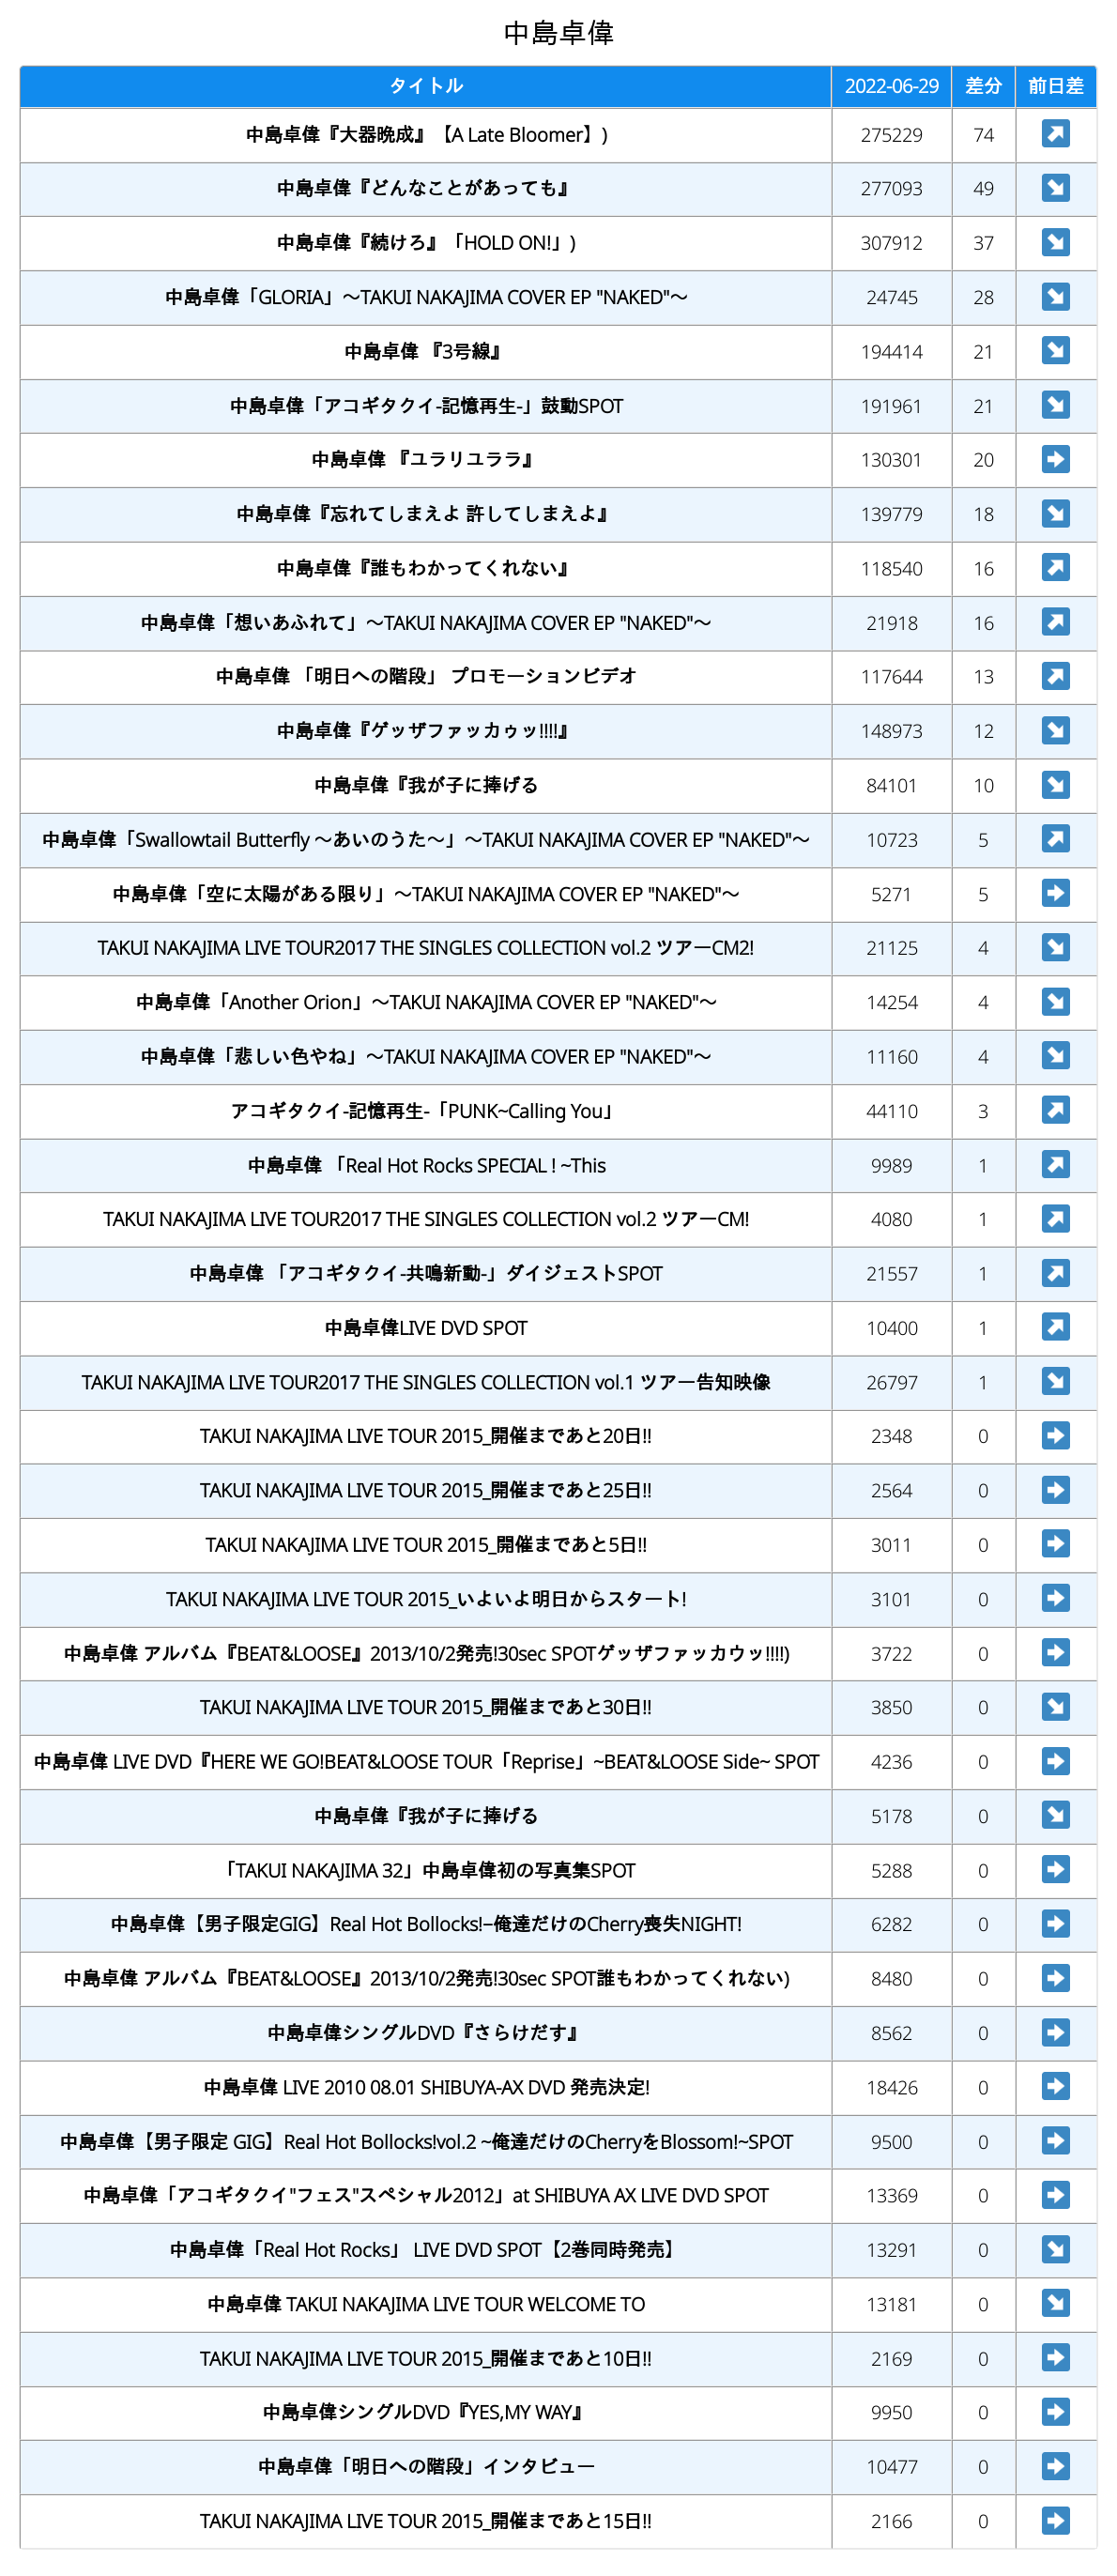 中島卓偉
タイトル 2022-06-29 差分 前日差
中島卓偉『大器晩成』【A Late Bloomer】) 275229 74 ↗
中島卓偉『どんなことがあっても』 277093 49 ↘
中島卓偉『続けろ』「HOLD ON!」) 307912 37 ↘
中島卓偉「GLORIA」～TAKUI NAKAJIMA COVER EP "NAKED"～ 24745 28 ↘
中島卓偉 『3号線』 194414 21 ↘
中島卓偉「アコギタクイ-記憶再生-」鼓動SPOT 191961 21 ↘
中島卓偉 『ユラリユララ』 130301 20 ➡
中島卓偉『忘れてしまえよ 許してしまえよ』 139779 18 ↘
中島卓偉『誰もわかってくれない』 118540 16 ↗
中島卓偉「想いあふれて」～TAKUI NAKAJIMA COVER EP "NAKED"～ 21918 16 ↗
中島卓偉 「明日への階段」 プロモーションビデオ 117644 13 ↗
中島卓偉『ゲッザファッカゥッ!!!!』 148973 12 ↘
中島卓偉『我が子に捧げる 84101 10 ↘
中島卓偉「Swallowtail Butterfly ～あいのうた～」～TAKUI NAKAJIMA COVER EP "NAKED"～ 10723 5 ↗
中島卓偉「空に太陽がある限り」～TAKUI NAKAJIMA COVER EP "NAKED"～ 5271 5 ➡
TAKUI NAKAJIMA LIVE TOUR2017 THE SINGLES COLLECTION vol.2 ツアーCM2! 21125 4 ↘
中島卓偉「Another Orion」～TAKUI NAKAJIMA COVER EP "NAKED"～ 14254 4 ↘
中島卓偉「悲しい色やね」～TAKUI NAKAJIMA COVER EP "NAKED"～ 11160 4 ↘
アコギタクイ-記憶再生-「PUNK~Calling You」 44110 3 ↗
中島卓偉 「Real Hot Rocks SPECIAL ! ~This 9989 1 ↗
TAKUI NAKAJIMA LIVE TOUR2017 THE SINGLES COLLECTION vol.2 ツアーCM! 4080 1 ↗
中島卓偉 「アコギタクイ-共鳴新動-」ダイジェストSPOT 21557 1 ↗
中島卓偉LIVE DVD SPOT 10400 1 ↗
TAKUI NAKAJIMA LIVE TOUR2017 THE SINGLES COLLECTION vol.1 ツアー告知映像 26797 1 ↘
TAKUI NAKAJIMA LIVE TOUR 2015_開催まであと20日!! 2348 0 ➡
TAKUI NAKAJIMA LIVE TOUR 2015_開催まであと25日!! 2564 0 ➡
TAKUI NAKAJIMA LIVE TOUR 2015_開催まであと5日!! 3011 0 ➡
TAKUI NAKAJIMA LIVE TOUR 2015_いよいよ明日からスタート! 3101 0 ➡
中島卓偉 アルバム『BEAT&LOOSE』2013/10/2発売!30sec SPOTゲッザファッカウッ!!!!) 3722 0 ➡
TAKUI NAKAJIMA LIVE TOUR 2015_開催まであと30日!! 3850 0 ↘
中島卓偉 LIVE DVD『HERE WE GO!BEAT&LOOSE TOUR「Reprise」~BEAT&LOOSE Side~ SPOT 4236 0 ➡
中島卓偉『我が子に捧げる 5178 0 ↘
「TAKUI NAKAJIMA 32」中島卓偉初の写真集SPOT 5288 0 ➡
中島卓偉【男子限定GIG】Real Hot Bollocks!−俺達だけのCherry喪失NIGHT! 6282 0 ➡
中島卓偉 アルバム『BEAT&LOOSE』2013/10/2発売!30sec SPOT誰もわかってくれない) 8480 0 ➡
中島卓偉シングルDVD『さらけだす』 8562 0 ➡
中島卓偉 LIVE 2010 08.01 SHIBUYA-AX DVD 発売決定! 18426 0 ➡
中島卓偉【男子限定 GIG】Real Hot Bollocks!vol.2 ~俺達だけのCherryをBlossom!~SPOT 9500 0 ➡
中島卓偉「アコギタクイ"フェス"スペシャル2012」at SHIBUYA AX LIVE DVD SPOT 13369 0 ➡
中島卓偉「Real Hot Rocks」 LIVE DVD SPOT【2巻同時発売】 13291 0 ↘
中島卓偉 TAKUI NAKAJIMA LIVE TOUR WELCOME TO 13181 0 ↘
TAKUI NAKAJIMA LIVE TOUR 2015_開催まであと10日!! 2169 0 ➡
中島卓偉シングルDVD『YES,MY WAY』 9950 0 ➡
中島卓偉「明日への階段」インタビュー 10477 0 ➡
TAKUI NAKAJIMA LIVE TOUR 2015_開催まであと15日!! 2166 0 ➡